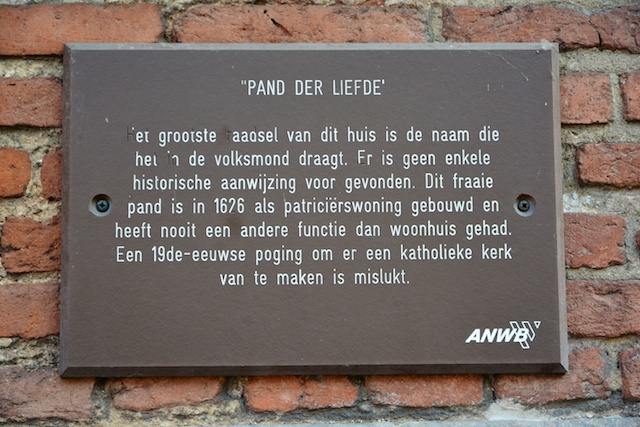 "PAND DER LIEFDE'
Het grootste raadsel van dit huis is de naam die
het in de volksmond draagt. Er is geen enkele
historische aanwijzing voor gevonden. Dit fraaie
pand is in 1626 als patriciërswoning gebouwd en
heeft nooit een andere functie dan woonhuis gehad.
Een 19de-eeuwse poging om er een katholieke kerk
van te maken is mislukt.
ANWB